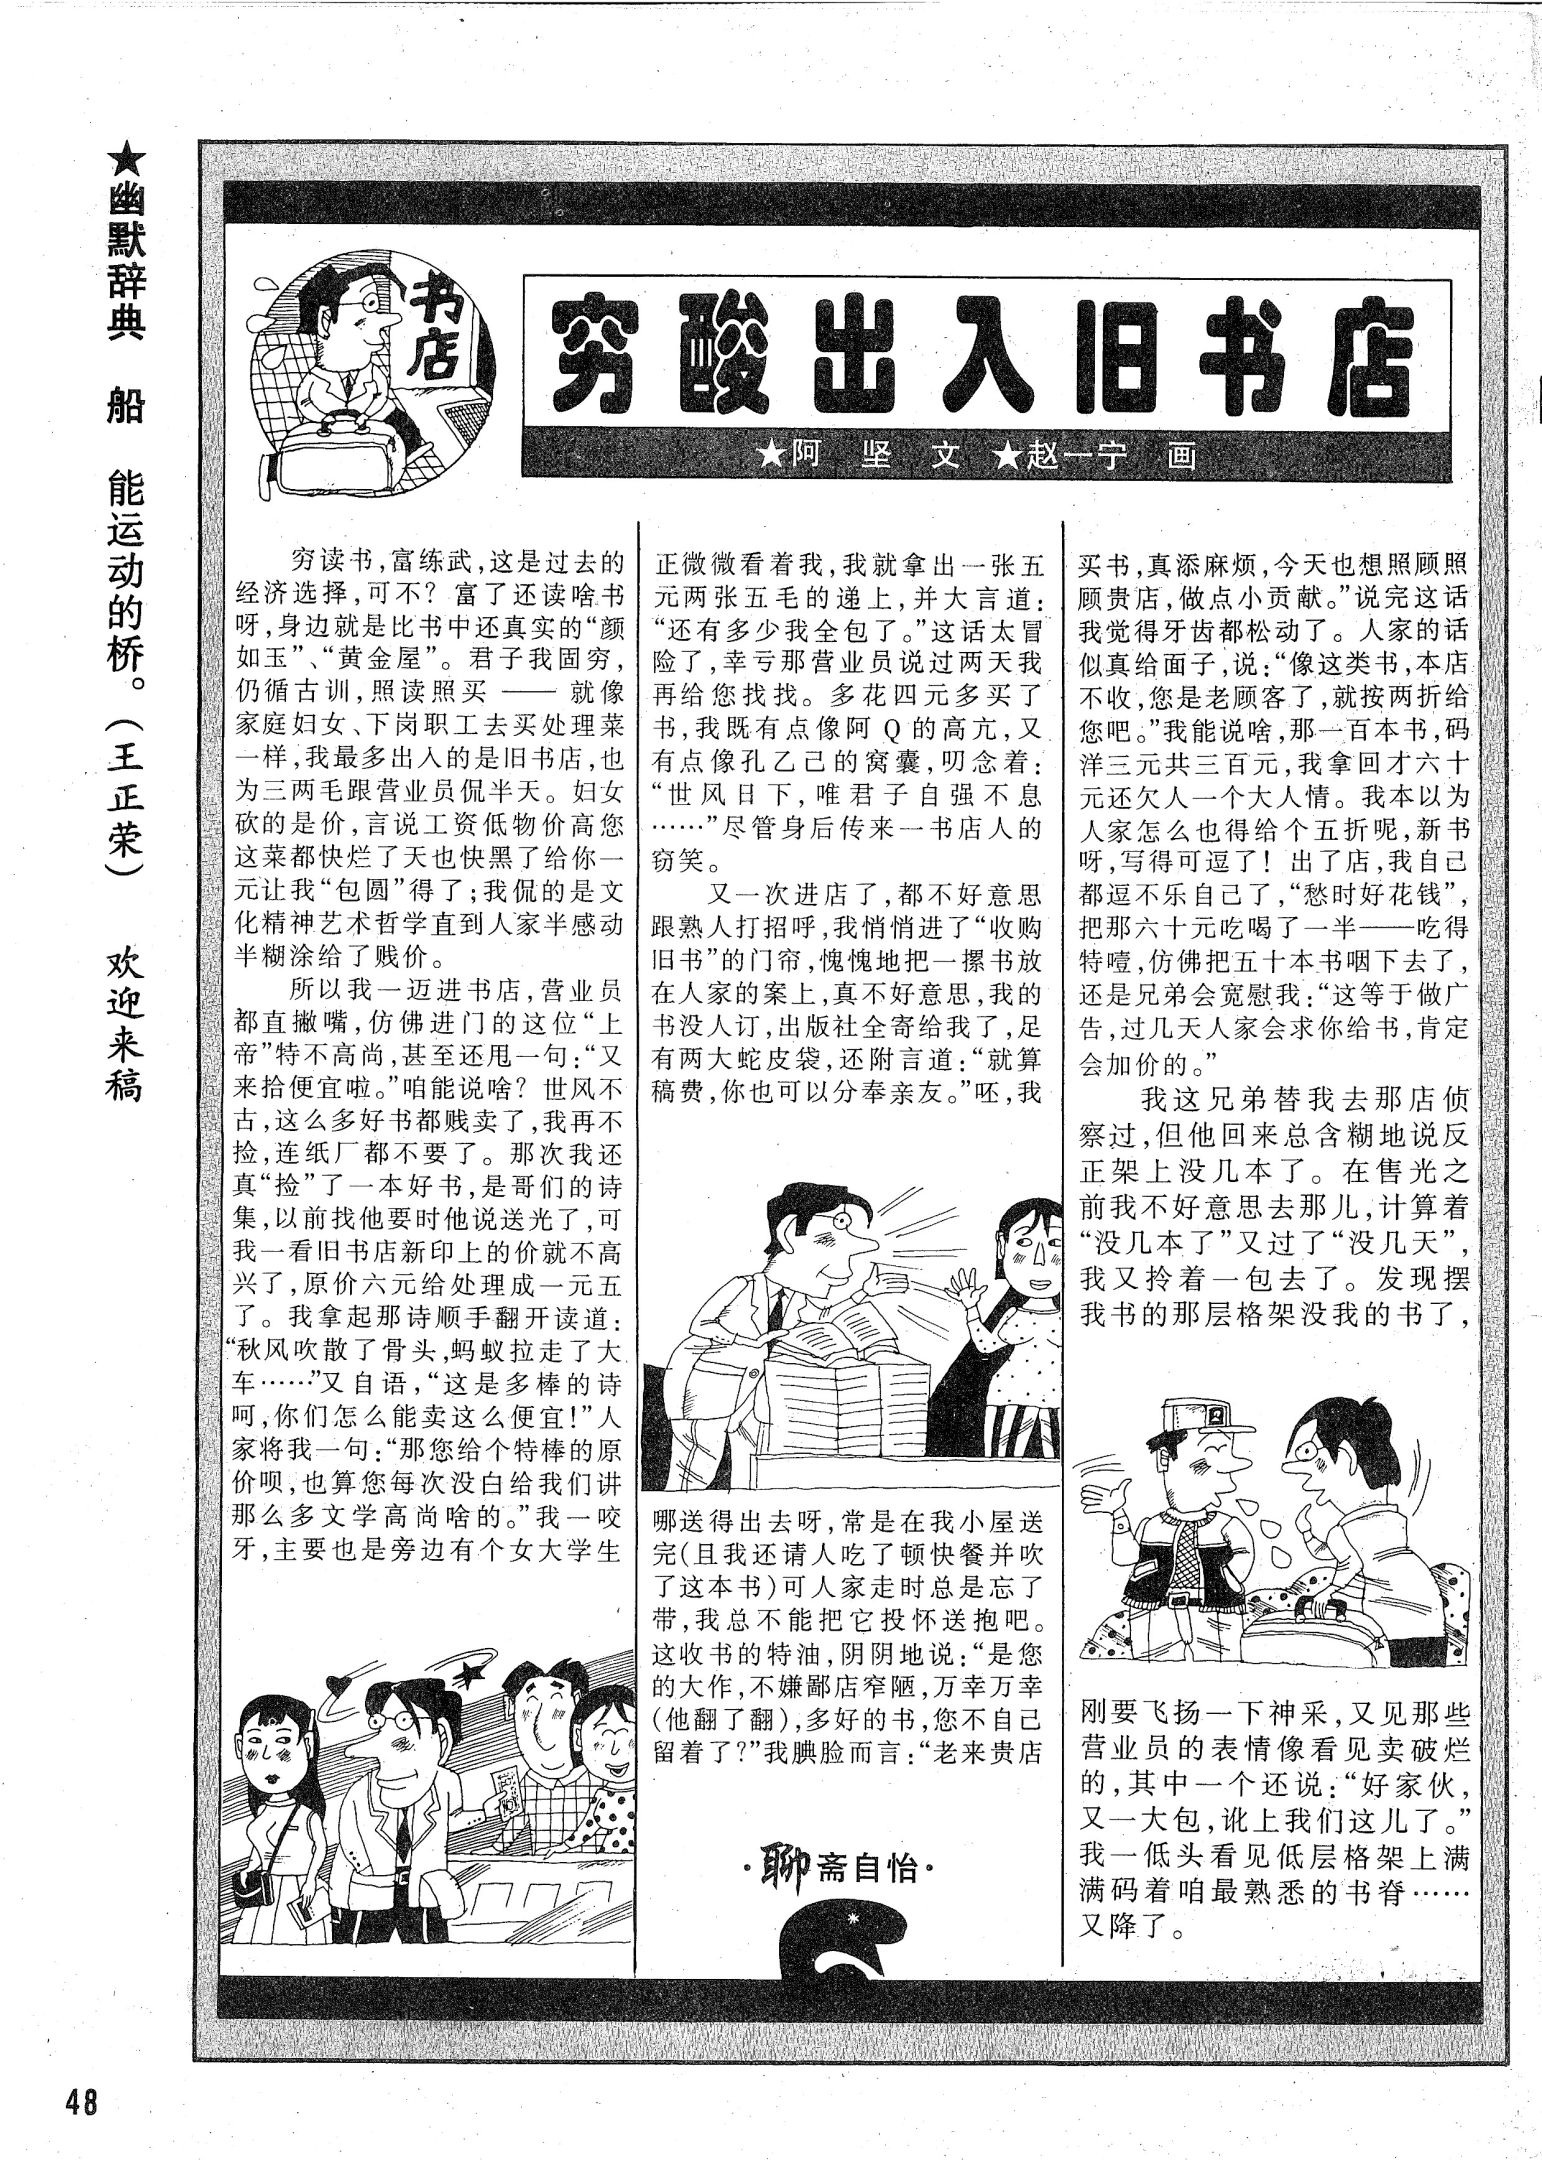 ★幽默辞典　船　能运动的桥。（王正荣）　欢迎来稿
书店
穷酸出入旧书店
★阿 坚 文 ★赵一宁 画
穷读书，富练武，这是过去的
经济选择，可不？富了还读啥书
呀，身边就是比书中还真实的“颜
如玉”、“黄金屋”。君子我固穷，
仍循古训，照读照买——就像
家庭妇女、下岗职工去买处理菜
一样，我最多出入的是旧书店，也
为三两毛跟营业员侃半天。妇女
砍的是价，言说工资低物价高您
这菜都快烂了天也快黑了给你一
元让我“包圆”得了；我侃的是文
化精神艺术哲学直到人家半感动
半糊涂给了贱价。
所以我一迈进书店，营业员
都直撇嘴，仿佛进门的这位“上
帝”特不高尚，甚至还甩一句：“又
来拾便宜啦。”咱能说啥？世风不
古，这么多好书都贱卖了，我再不
捡，连纸厂都不要了。那次我还
真“捡”了一本好书，是哥们的诗
集，以前找他要时他说送光了，可
我一看旧书店新印上的价就不高
兴了，原价六元给处理成一元五
了。我拿起那诗顺手翻开读道：
“秋风吹散了骨头，蚂蚁拉走了大
车……”又自语，“这是多棒的诗
呵，你们怎么能卖这么便宜！”人
家将我一句：“那您给个特棒的原
价呗，也算您每次没白给我们讲
那么多文学高尚啥的。”我一咬
牙，主要也是旁边有个女大学生
正微微看着我，我就拿出一张五
元两张五毛的递上，并大言道：
“还有多少我全包了。”这话太冒
险了，幸亏那营业员说过两天我
再给您找找。多花四元多买了
书，我既有点像阿Q的高亢，又
有点像孔乙己的窝囊，叨念着：
“世风日下，唯君子自强不息
……”尽管身后传来一书店人的
窃笑。
又一次进店了，都不好意思
跟熟人打招呼，我悄悄进了“收购
旧书”的门帘，愧愧地把一摞书放
在人家的案上，真不好意思，我的
书没人订，出版社全寄给我了，足
有两大蛇皮袋，还附言道：“就算
稿费，你也可以分奉亲友。”呸，我
哪送得出去呀，常是在我小屋送
完（且我还请人吃了顿快餐并吹
了这本书）可人家走时总是忘了
带，我总不能把它投怀送抱吧。
这收书的特油，阴阴地说：“是您
的大作，不嫌鄙店窄陋，万幸万幸
（他翻了翻），多好的书，您不自己
留着了？”我腆脸而言：“老来贵店
·聊斋自怡·
买书，真添麻烦，今天也想照顾照
顾贵店，做点小贡献。”说完这话
我觉得牙齿都松动了。人家的话
似真给面子，说：“像这类书，本店
不收，您是老顾客了，就按两折给
您吧。”我能说啥，那一百本书，码
洋三元共三百元，我拿回才六十
元还欠人一个大人情。我本以为
人家怎么也得给个五折呢，新书
呀，写得可逗了！出了店，我自己
都逗不乐自己了，“愁时好花钱”，
把那六十元吃喝了一半——吃得
特噎，仿佛把五十本书咽下去了，
还是兄弟会宽慰我：“这等于做广
告，过几天人家会求你给书，肯定
会加价的。”
我这兄弟替我去那店侦
察过，但他回来总含糊地说反
正架上没几本了。在售光之
前我不好意思去那儿，计算着
“没几本了”又过了“没几天”，
我又拎着一包去了。发现摆
我书的那层格架没我的书了，
刚要飞扬一下神采，又见那些
营业员的表情像看见卖破烂
的，其中一个还说：“好家伙，
又一大包，讹上我们这儿了。”
我一低头看见低层格架上满
满码着咱最熟悉的书脊……
又降了。
48